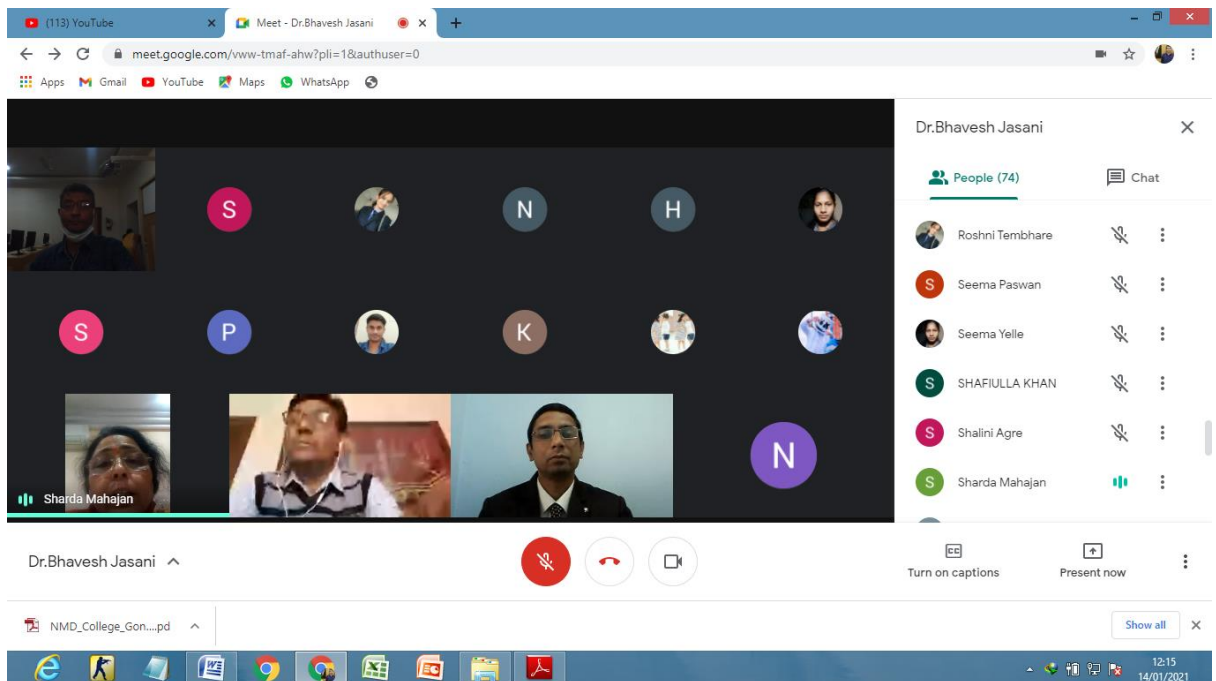 (113) YouTube
Meet - Dr.Bhavesh Jasani
meet.google.com/vww-tmaf-ahw?pli=1&authuser=0
Apps Gmail YouTube Maps WhatsApp
Dr.Bhavesh Jasani
People (74) Chat
S N H
Roshni Tembhare
S Seema Paswan
Seema Yelle
S P K
S SHAFIULLA KHAN
S Shalini Agre
N
S Sharda Mahajan
Sharda Mahajan
Dr.Bhavesh Jasani
CC
Turn on captions Present now
NMD_College_Gon....pd
Show all
12:15
14/01/2021